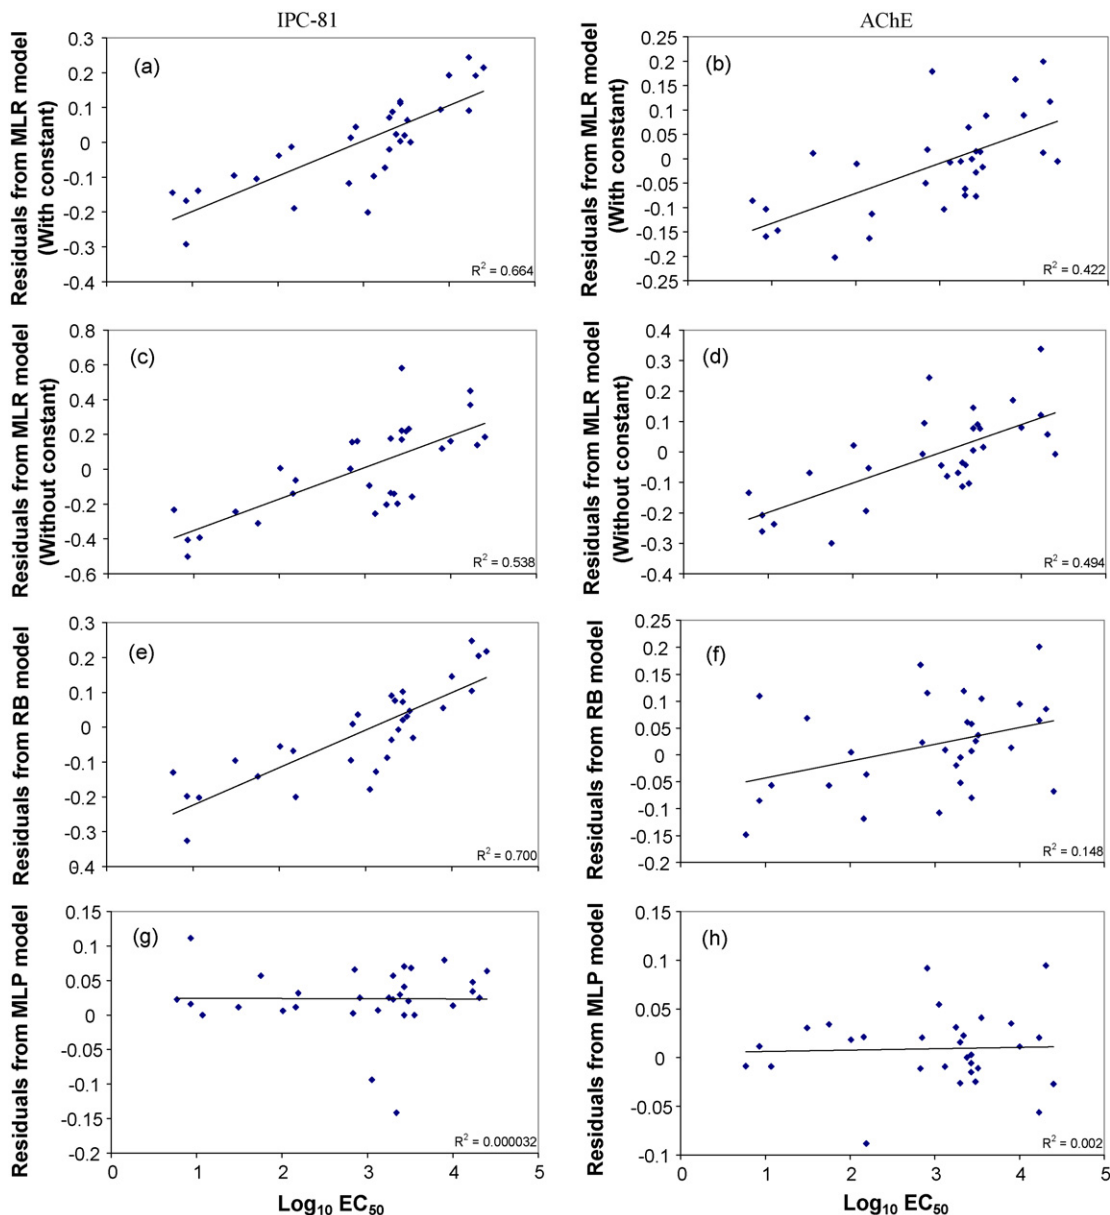 IPC-81
AChE
Residuals from MLR model
(With constant)
0.3
0.2
0.1
0
-0.1
-0.2
-0.3
-0.4
(a)
R² = 0.664
Residuals from MLR model
(With constant)
0.25
0.2
0.15
0.1
0.05
0
-0.05
-0.1
-0.15
-0.2
-0.25
(b)
R² = 0.422
Residuals from MLR model
(Without constant)
0.8
0.6
0.4
0.2
0
-0.2
-0.4
-0.6
(c)
R² = 0.538
Residuals from MLR model
(Without constant)
0.4
0.3
0.2
0.1
0
-0.1
-0.2
-0.3
-0.4
(d)
R² = 0.494
Residuals from RB model
0.3
0.2
0.1
0
-0.1
-0.2
-0.3
0.4
(e)
R² = 0.700
Residuals from RB model
0.25
0.2
0.15
0.1
0.05
0
-0.05
-0.1
-0.15
-0.2
(f)
R² = 0.148
Residuals from MLP model
0.15
0.1
0.05
0
-0.05
-0.1
-0.15
-0.2
(g)
R² = 0.000032
0 1 2 3 4 5
Log₁₀ EC₅₀
Residuals from MLP model
0.15
0.1
0.05
0
-0.05
-0.1
(h)
R² = 0.002
0 1 2 3 4 5
Log₁₀ EC₅₀